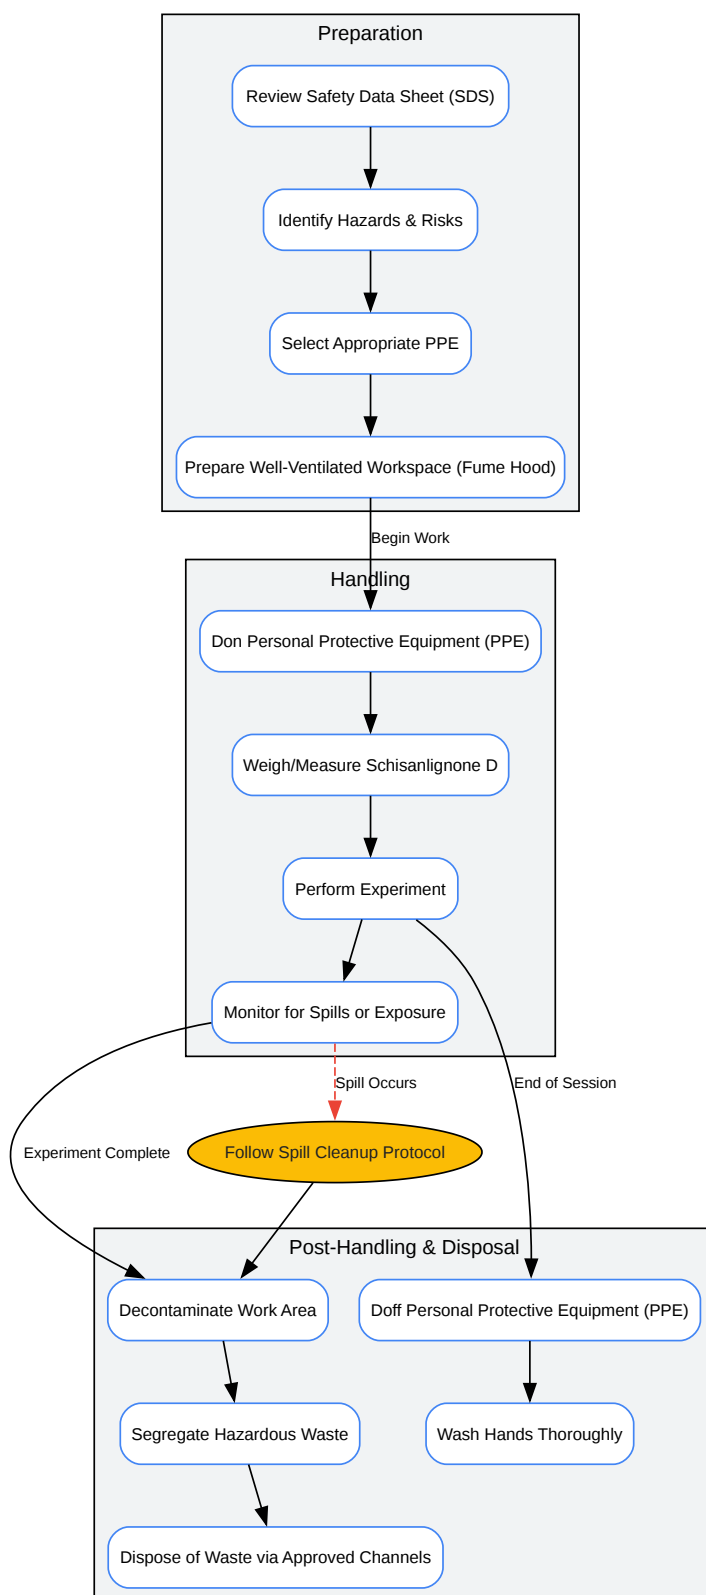 Preparation
Review Safety Data Sheet (SDS)
Identify Hazards & Risks
Select Appropriate PPE
Prepare Well-Ventilated Workspace (Fume Hood)
Begin Work
Handling
Don Personal Protective Equipment (PPE)
Weigh/Measure Schisanlignone D
Perform Experiment
Monitor for Spills or Exposure
Spill Occurs
End of Session
Experiment Complete
Follow Spill Cleanup Protocol
Post-Handling & Disposal
Decontaminate Work Area
Doff Personal Protective Equipment (PPE)
Segregate Hazardous Waste
Wash Hands Thoroughly
Dispose of Waste via Approved Channels